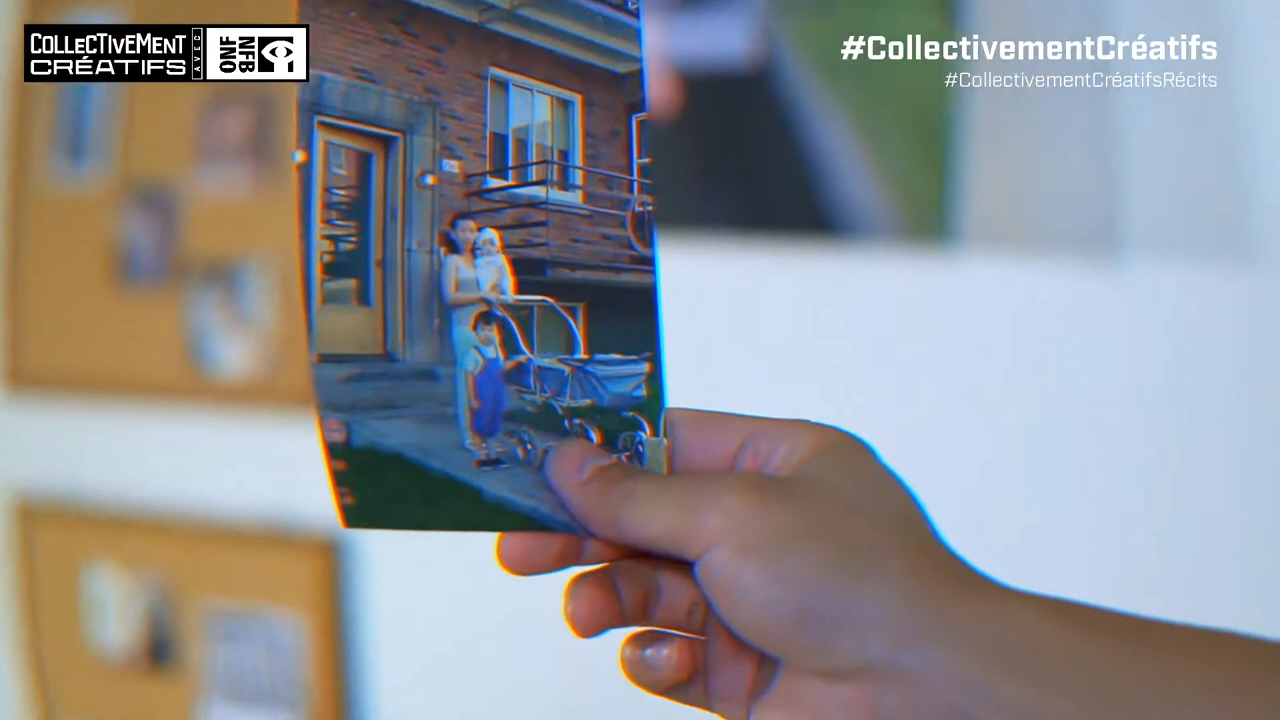 COLLECTIVEMENT
CRÉATIFS
AVEC
ONF
NFB
#CollectivementCréatifs
#CollectivementCréatifsRécits